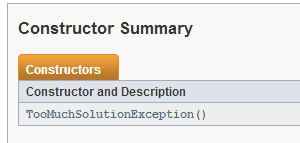 Constructor Summary
Constructors
Constructor and Description
TooMuchSolutionException()